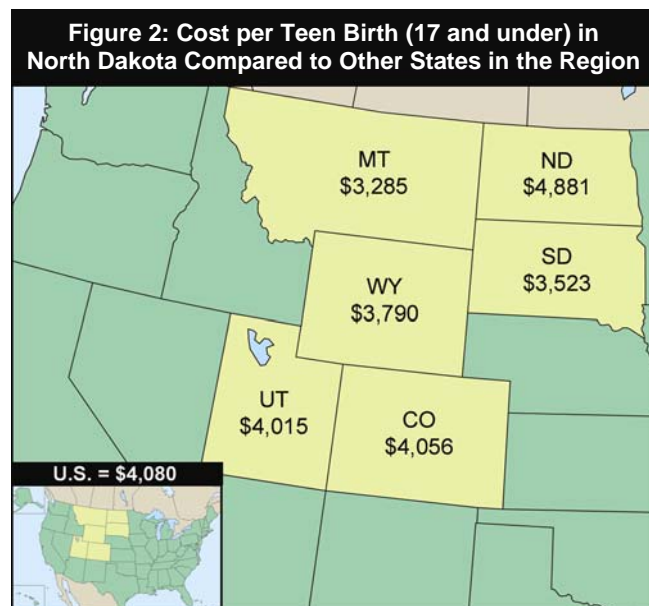 Figure 2: Cost per Teen Birth (17 and under) in
North Dakota Compared to Other States in the Region
MT
$3,285
ND
$4,881
SD
$3,523
WY
$3,790
UT
$4,015
CO
$4,056
U.S. = $4,080